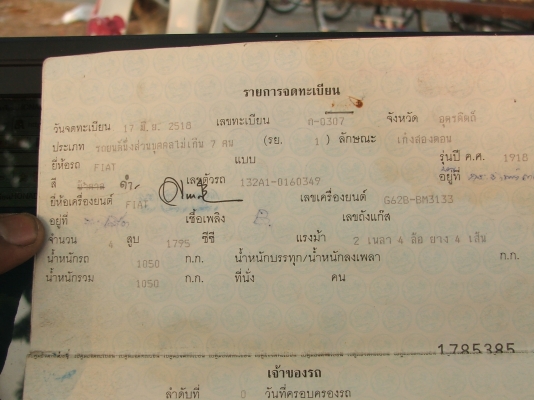 รายการจดทะเบียน
วันจดทะเบียน 17 มี.ย. 2518 เลขทะเบียน ก-0307 จังหวัด อุตรดิตถ์
ประเภท รถยนต์นั่งส่วนบุคคลไม่เกิน 7 คน (รย. 1) ลักษณะ เก๋งสองตอน
ยี่ห้อรถ FIAT แบบ รุ่นปี ค.ศ. 1918
สี ดำ เลขตัวรถ 132A1-0160349 อยู่ที่
ยี่ห้อเครื่องยนต์ FIAT เลขเครื่องยนต์ G62B-BM3133
อยู่ที่ เชื้อเพลิง เลขถังแก๊ส
จำนวน 4 สูบ 1795 ซีซี แรงม้า 2 เพลา 4 ล้อ ยาง 4 เส้น
น้ำหนักรถ 1050 ก.ก. น้ำหนักบรรทุก/น้ำหนักลงเพลา ก.ก.
น้ำหนักรวม 1050 ก.ก. ที่นั่ง คน
1785385
เจ้าของรถ
ลำดับที่ 0 วันที่ครอบครองรถ